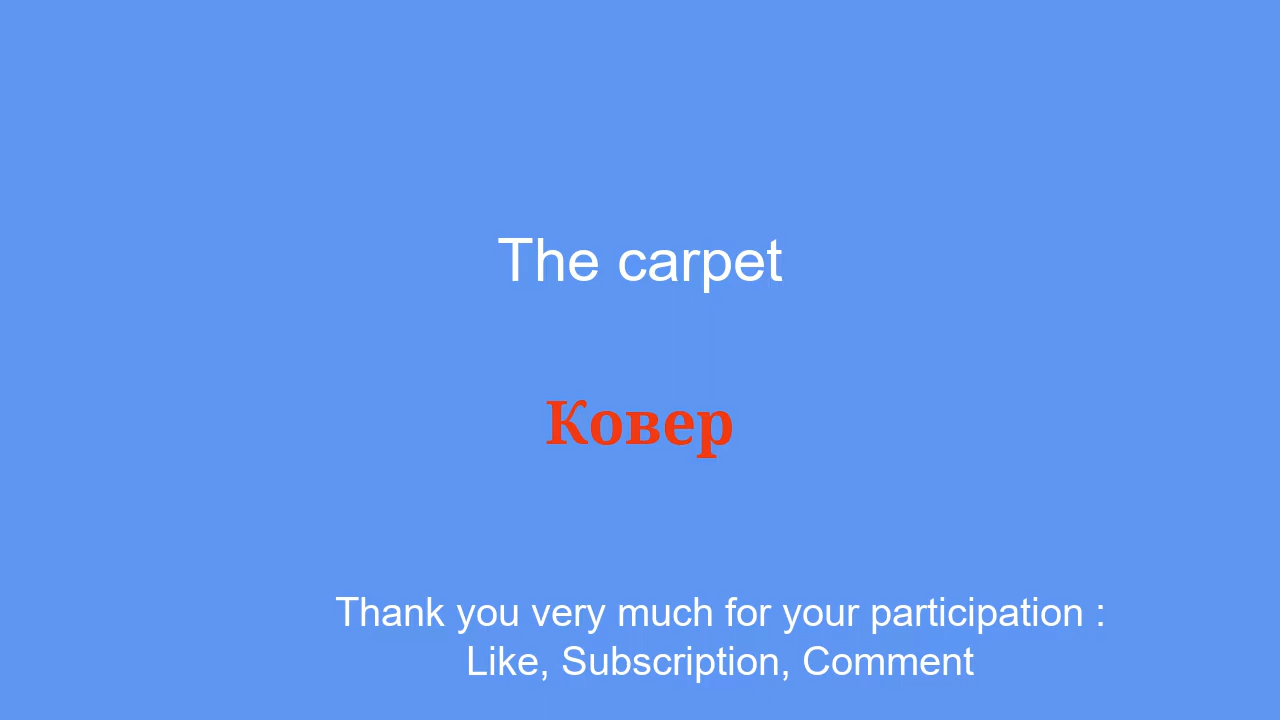 The carpet
Ковер
Thank you very much for your participation :
Like, Subscription, Comment